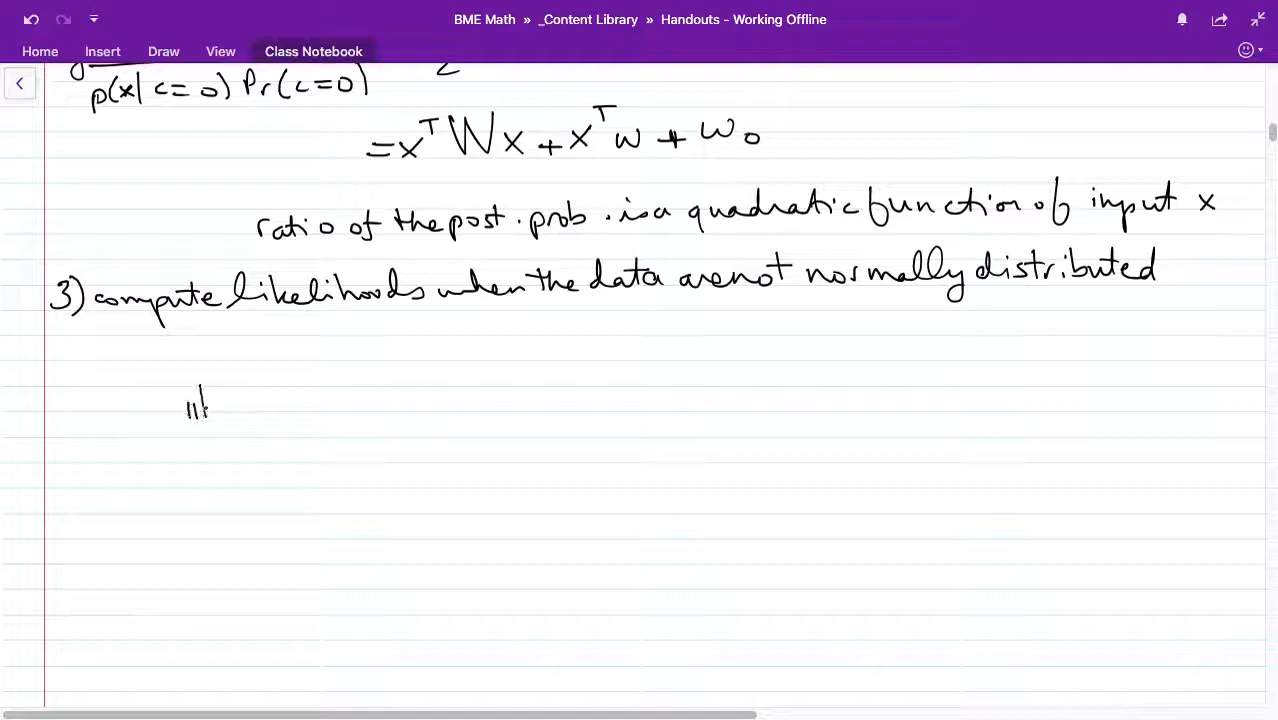 BME Math » _Content Library » Handouts - Working Offline
Home Insert Draw View Class Notebook
p(x| c=0) Pr(c=0)
= x^T W x + x^T w + w₀
ratio of the post. prob. is a quadratic function of input x
3) compute likelihoods when the data are not normally distributed